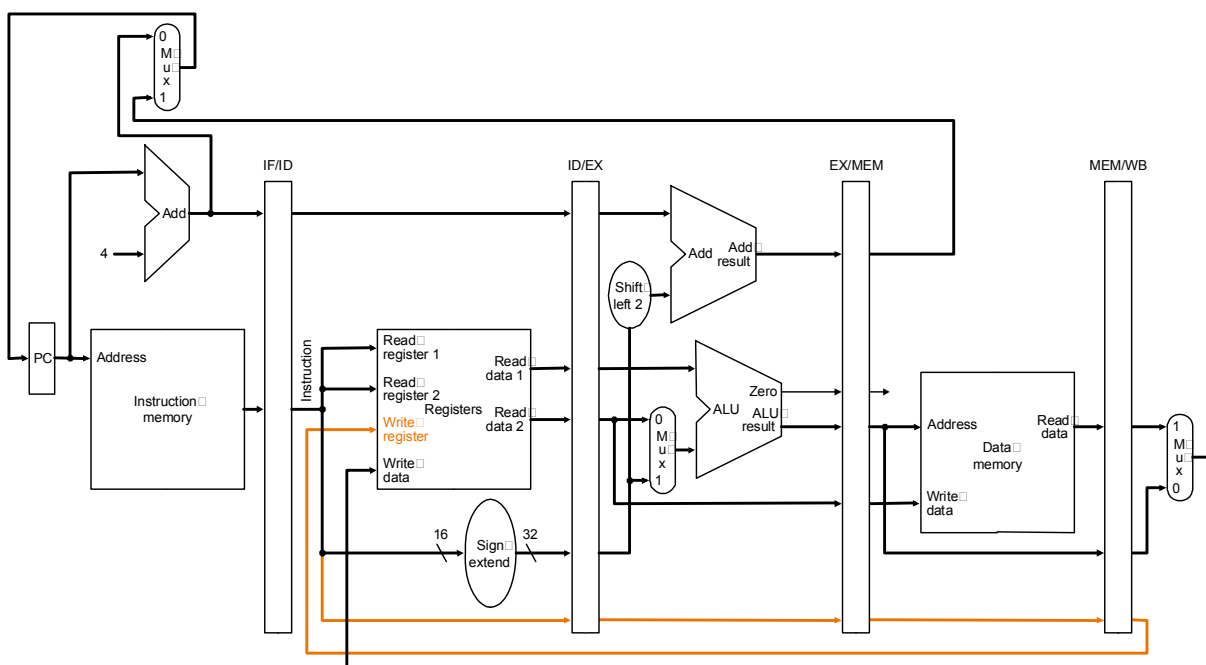 0
M
u
x
1
IF/ID
ID/EX
EX/MEM
MEM/WB
Add
4
Add
Add
result
Shift
left 2
PC
Address
Instruction
memory
Instruction
Read
register 1
Read
register 2
Write
register
Write
data
Registers
Read
data 1
Read
data 2
0
M
u
x
1
Zero
ALU
ALU
result
Address
Data
memory
Write
data
Read
data
1
M
u
x
0
16
Sign
extend
32